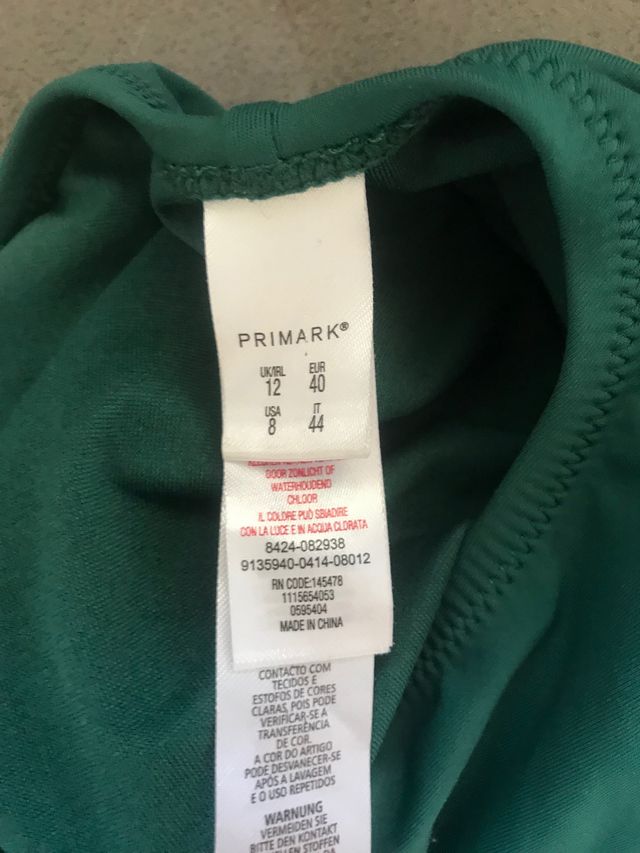 PRIMARK®
UK/IRL EUR
12 40
USA IT
8 44
DOOR ZONLICHT OF
WATERHOUDEND
CHLOOR
IL COLORE PUÒ SBIADIRE
CON LA LUCE E IN ACQUA CLORATA
8424-082938
9135940-0414-08012
RN CODE:145478
1115654053
0595404
MADE IN CHINA
CONTACTO COM
TECIDOS E
ESTOFOS DE CORES
CLARAS, POIS PODE
VERIFICAR-SE A
TRANSFERÊNCIA
DE COR.
A COR DO ARTIGO
PODE DESVANECER-SE
APÓS A LAVAGEM
E O USO REPETIDOS
WARNUNG
VERMEIDEN SIE
BITTE DEN KONTAKT
STOFFEN